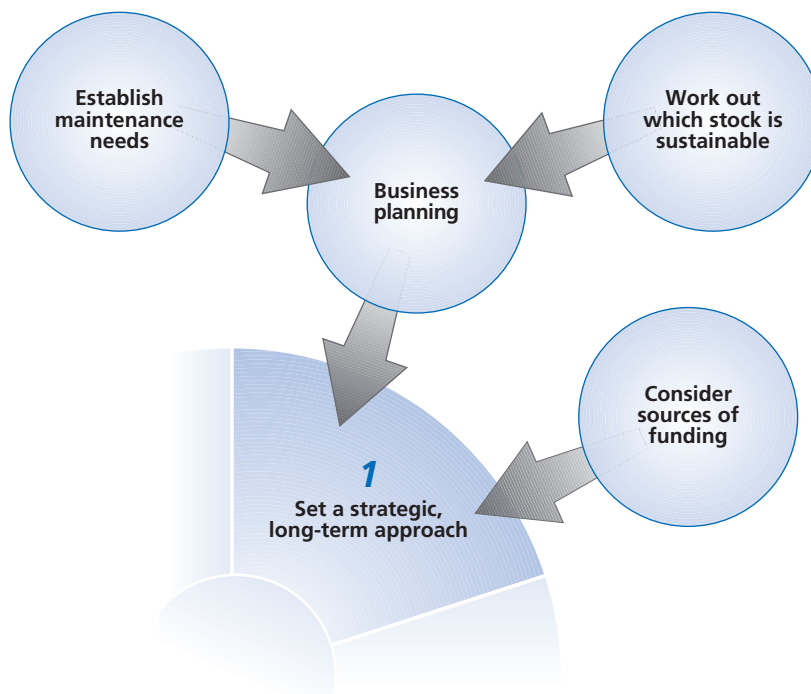 Establish
maintenance
needs
Work out
which stock is
sustainable
Business
planning
Consider
sources of
funding
1
Set a strategic,
long-term approach